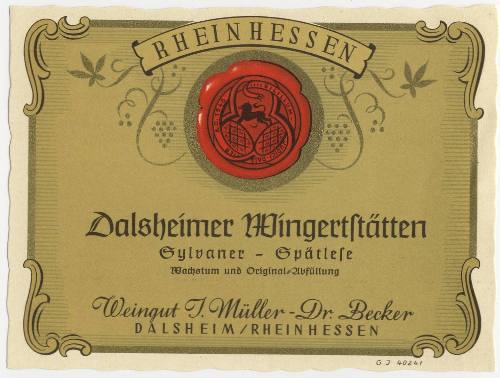 RHEINHESSEN
Dalsheimer Wingertſtätten
Sylvaner - Spätleſe
Wachstum und Original-Abfüllung
Weingut J. Müller-Dr. Becker
DALSHEIM/RHEINHESSEN
G J 40241